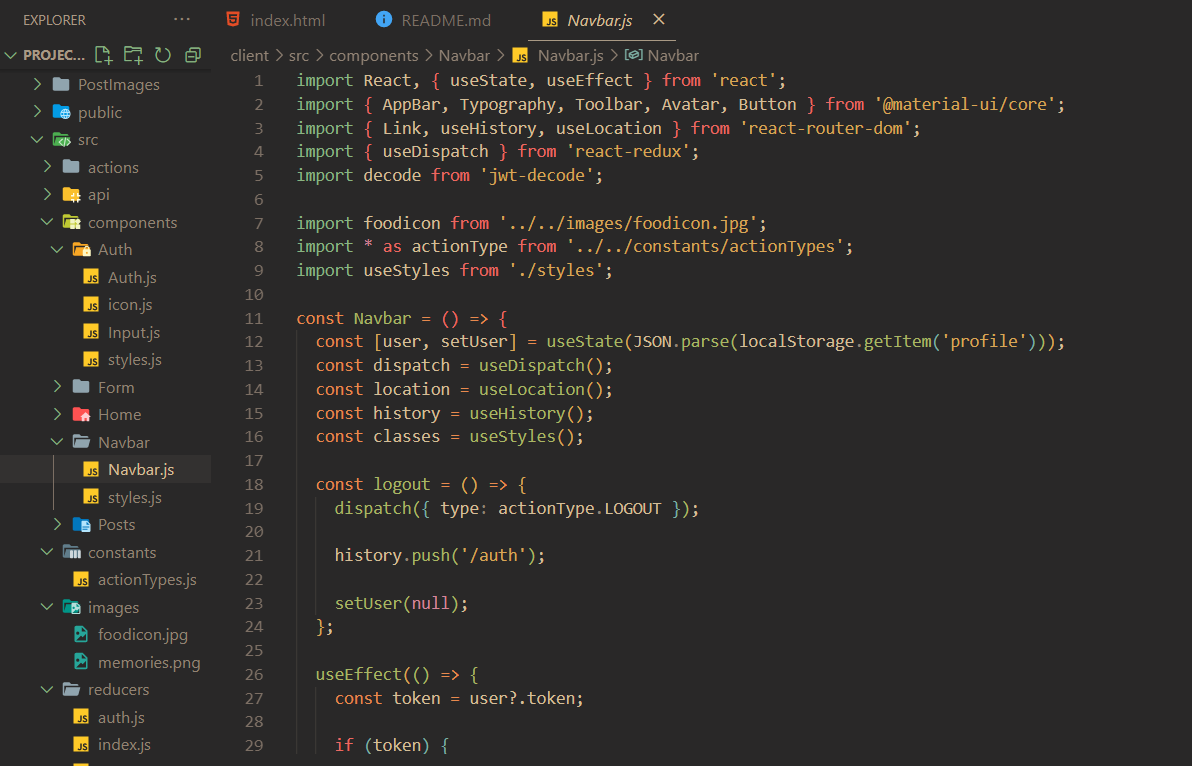 EXPLORER
...
PROJEC...
PostImages
public
src
actions
api
components
Auth
Auth.js
icon.js
Input.js
styles.js
Form
Home
Navbar
Navbar.js
styles.js
Posts
constants
actionTypes.js
images
foodicon.jpg
memories.png
reducers
auth.js
index.js
index.html
README.md
Navbar.js
client > src > components > Navbar > JS Navbar.js > Navbar
1 import React, { useState, useEffect } from 'react';
2 import { AppBar, Typography, Toolbar, Avatar, Button } from '@material-ui/core';
3 import { Link, useHistory, useLocation } from 'react-router-dom';
4 import { useDispatch } from 'react-redux';
5 import decode from 'jwt-decode';
6
7 import foodicon from '../../images/foodicon.jpg';
8 import * as actionType from '../../constants/actionTypes';
9 import useStyles from './styles';
10
11 const Navbar = () => {
12 const [user, setUser] = useState(JSON.parse(localStorage.getItem('profile')));
13 const dispatch = useDispatch();
14 const location = useLocation();
15 const history = useHistory();
16 const classes = useStyles();
17
18 const logout = () => {
19 dispatch({ type: actionType.LOGOUT });
20
21 history.push('/auth');
22
23 setUser(null);
24 };
25
26 useEffect(() => {
27 const token = user?.token;
28
29 if (token) {